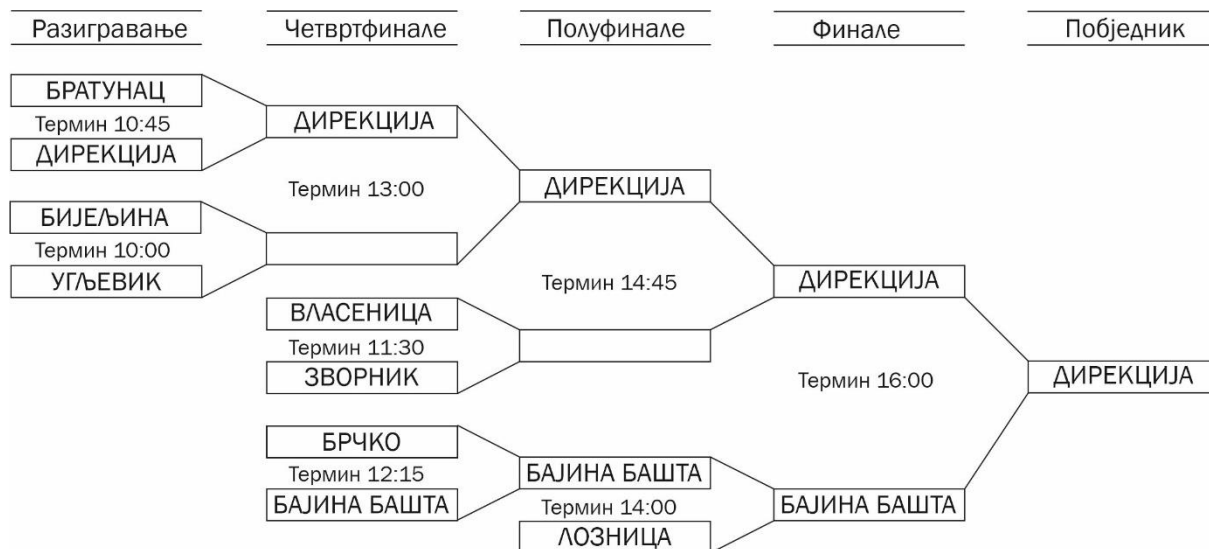 Разигравање
Четвртфинале
Полуфинале
Финале
Побједник
БРАТУНАЦ
Термин 10:45
ДИРЕКЦИЈА
БИЈЕЉИНА
Термин 10:00
УГЉЕВИК
ДИРЕКЦИЈА
Термин 13:00
ВЛАСЕНИЦА
Термин 11:30
ЗВОРНИК
БРЧКО
Термин 12:15
БАЈИНА БАШТА
ДИРЕКЦИЈА
Термин 14:45
БАЈИНА БАШТА
Термин 14:00
ЛОЗНИЦА
ДИРЕКЦИЈА
Термин 16:00
БАЈИНА БАШТА
ДИРЕКЦИЈА